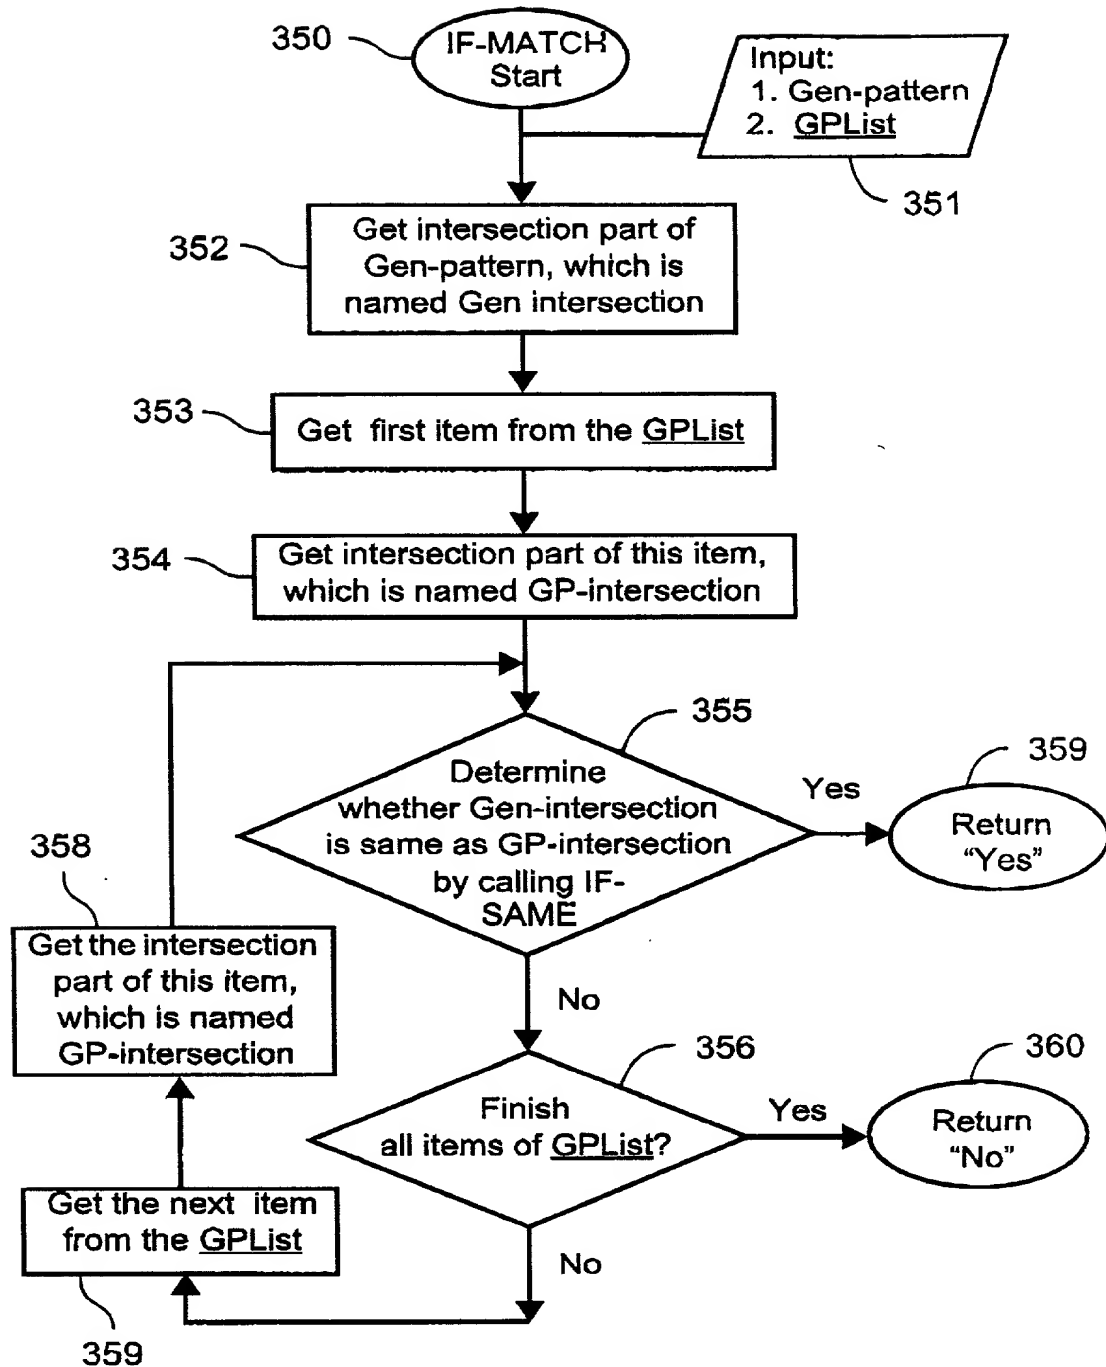 350
IF-MATCH
Start
Input:
1. Gen-pattern
2. GPList
351
352
Get intersection part of
Gen-pattern, which is
named Gen intersection
353
Get first item from the GPList
354
Get intersection part of this item,
which is named GP-intersection
355
Determine
whether Gen-intersection
is same as GP-intersection
by calling IF-
SAME
Yes
359
Return
“Yes”
358
Get the intersection
part of this item,
which is named
GP-intersection
No
356
Finish
all items of GPList?
Yes
360
Return
“No”
Get the next item
from the GPList
No
359